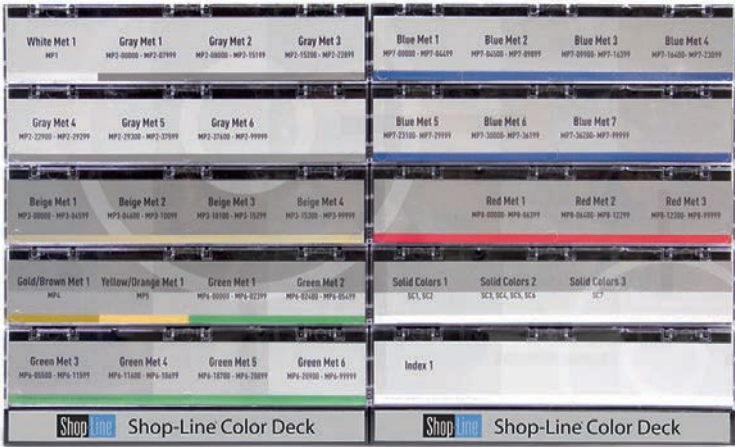 White Met 1 Gray Met 1 Gray Met 2 Gray Met 3
MP1 MP2-00000 - MP2-07999 MP2-08000 - MP2-15199 MP2-15200 - MP2-22899
Gray Met 4 Gray Met 5 Gray Met 6
MP2-22900 - MP2-29299 MP2-29300 - MP2-37599 MP2-37600 - MP2-99999
Beige Met 1 Beige Met 2 Beige Met 3 Beige Met 4
MP3-00000 - MP3-04599 MP3-04600 - MP3-10099 MP3-10100 - MP3-15299 MP3-15300 - MP3-99999
Gold/Brown Met 1 Yellow/Orange Met 1 Green Met 1 Green Met 2
MP4 MP5 MP6-00000 - MP6-02399 MP6-02400 - MP6-05499
Green Met 3 Green Met 4 Green Met 5 Green Met 6
MP6-05500 - MP6-11599 MP6-11600 - MP6-18699 MP6-18700 - MP6-20899 MP6-20900 - MP6-99999
Shop-Line Shop-Line Color Deck
Blue Met 1 Blue Met 2 Blue Met 3 Blue Met 4
MP7-00000 - MP7-04499 MP7-04500 - MP7-09899 MP7-09900 - MP7-16399 MP7-16400 - MP7-23099
Blue Met 5 Blue Met 6 Blue Met 7
MP7-23100 - MP7-29999 MP7-30000 - MP7-36199 MP7-36200 - MP7-99999
Red Met 1 Red Met 2 Red Met 3
MP8-00000 - MP8-06399 MP8-06400 - MP8-12299 MP8-12300 - MP8-99999
Solid Colors 1 Solid Colors 2 Solid Colors 3
SC1, SC2 SC3, SC4, SC5, SC6 SC7
Index 1
Shop-Line Shop-Line Color Deck